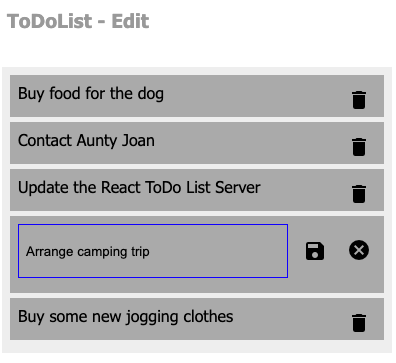 ToDoList - Edit
Buy food for the dog
Contact Aunty Joan
Update the React ToDo List Server
Arrange camping trip
Buy some new jogging clothes